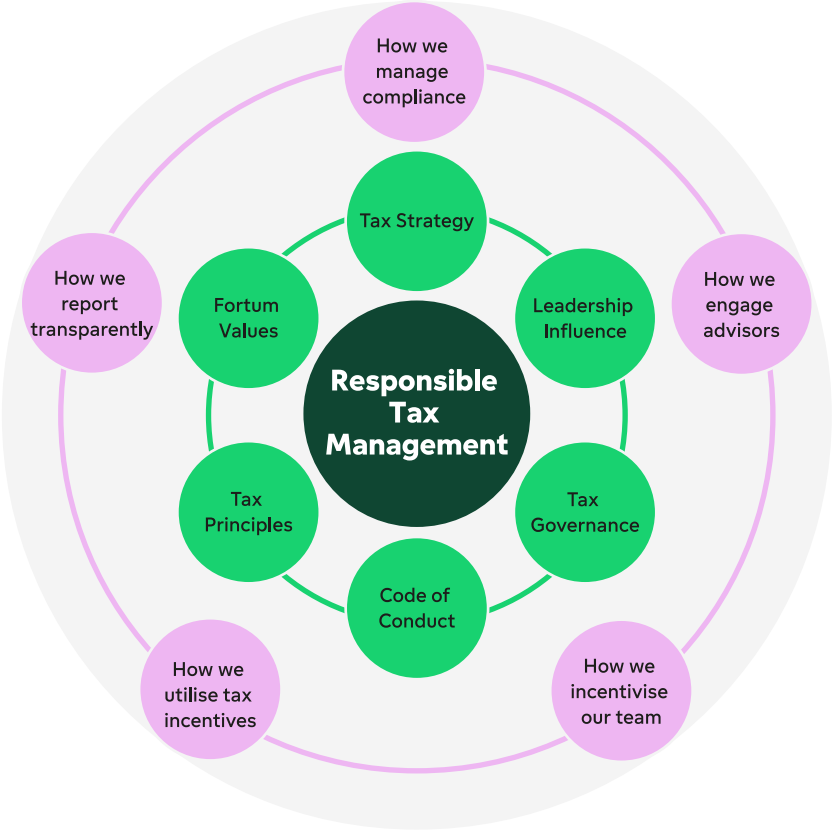 How we
manage
compliance
Tax Strategy
Fortum
Values
Leadership
Influence
How we
report
transparently
How we
engage
advisors
Responsible
Tax
Management
Tax
Principles
Tax
Governance
Code of
Conduct
How we
utilise tax
incentives
How we
incentivise
our team